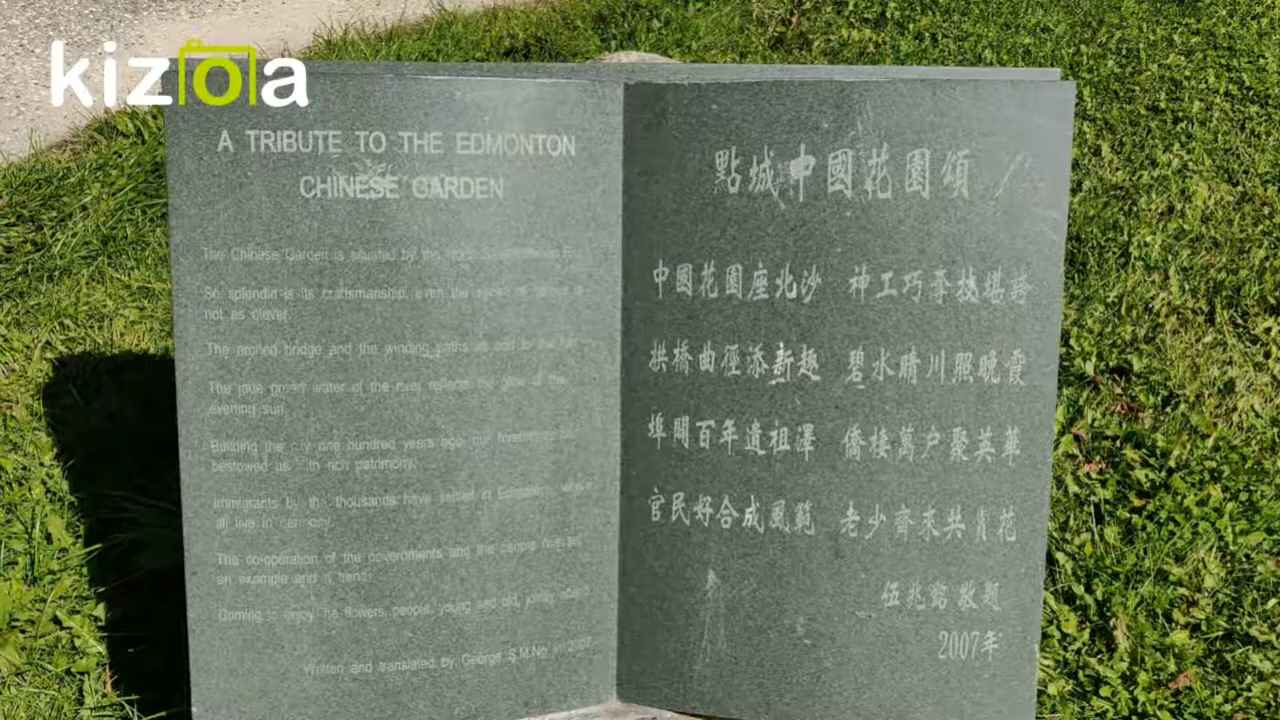 kizoa
A TRIBUTE TO THE EDMONTON
CHINESE GARDEN
The Chinese Garden is situated by the North Saskatchewan
So splendid is its craftsmanship, even the
not as clever.
The arched bridge and the winding paths
The jade green water of the river reflects the glow of the
evening sun.
Building the city one hundred years ago, our
bestowed us with rich patrimony.
Immigrants by the thousands have settled in Edmonton,
all live in harmony.
The co-operation of the governments and the people
an example and a trend.
Coming to enjoy the flowers, people, young and old,
Written and translated by George S.M.Ng in 2007
點城中國花園頌
中國花園座北沙 神工巧季技堪誇
拱橋曲徑添新趣 碧水晴川照晚霞
埠開百年遺祖澤 僑棲萬户聚英華
官民好合成風範 老少齊來共賞花
伍兆 敬題
2007年